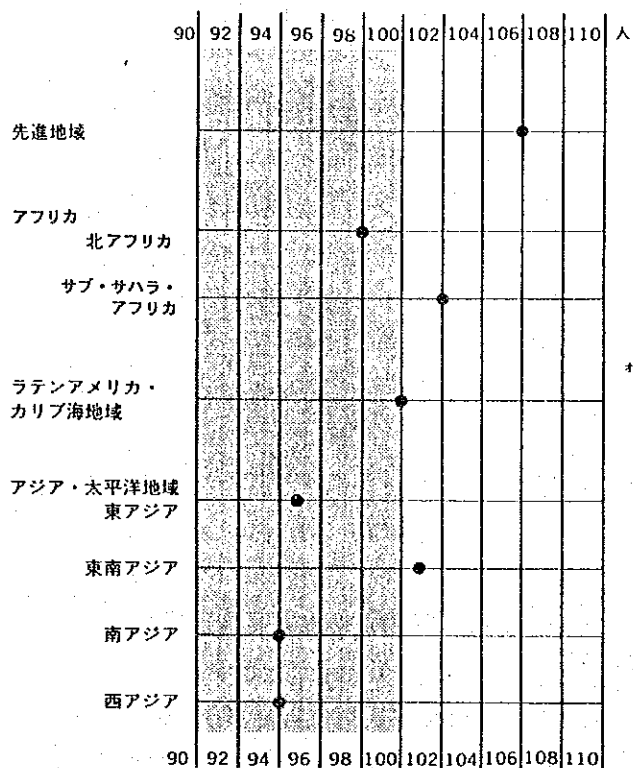 90 92 94 96 98 100 102 104 106 108 110 人
先進地域
アフリカ
北アフリカ
サブ・サハラ・
アフリカ
ラテンアメリカ・
カリブ海地域
アジア・太平洋地域
東アジア
東南アジア
南アジア
西アジア
90 92 94 96 98 100 102 104 106 108 110